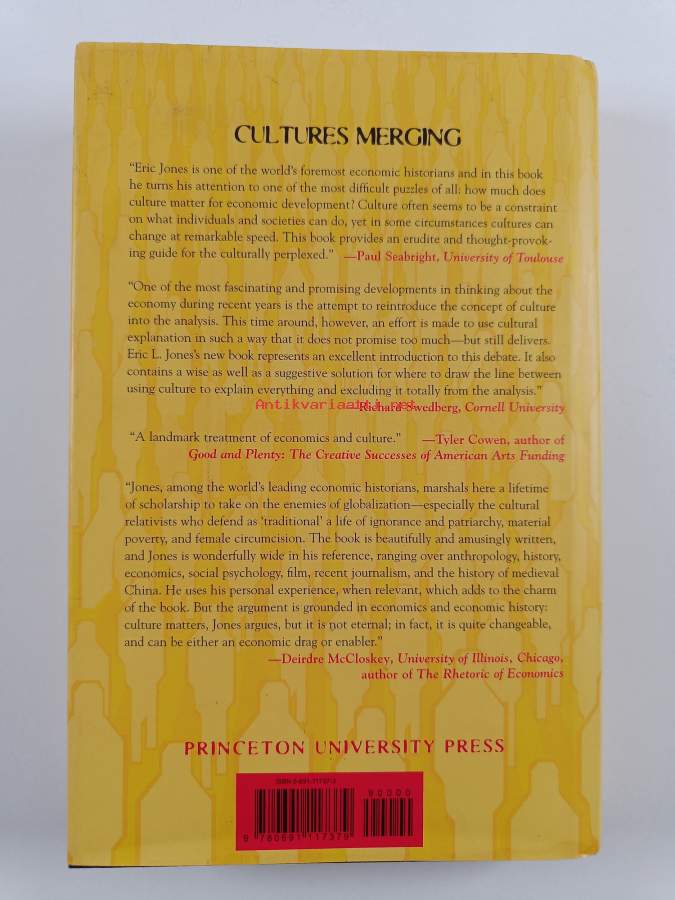 CULTURES MERGING
“Eric Jones is one of the world’s foremost economic historians and in this book
he turns his attention to one of the most difficult puzzles of all: how much does
culture matter for economic development? Culture often seems to be a constraint
on what individuals and societies can do, yet in some circumstances cultures can
change at remarkable speed. This book provides an erudite and thought-provok-
ing guide for the culturally perplexed.” —Paul Seabright, University of Toulouse
“One of the most fascinating and promising developments in thinking about the
economy during recent years is the attempt to reintroduce the concept of culture
into the analysis. This time around, however, an effort is made to use cultural
explanation in such a way that it does not promise too much—but still delivers.
Eric L. Jones’s new book represents an excellent introduction to this debate. It also
contains a wise as well as a suggestive solution for where to draw the line between
using culture to explain everything and excluding it totally from the analysis.”
Antikvariaatti.net
—Richard Swedberg, Cornell University
“A landmark treatment of economics and culture.” —Tyler Cowen, author of
Good and Plenty: The Creative Successes of American Arts Funding
“Jones, among the world’s leading economic historians, marshals here a lifetime
of scholarship to take on the enemies of globalization—especially the cultural
relativists who defend as ‘traditional’ a life of ignorance and patriarchy, material
poverty, and female circumcision. The book is beautifully and amusingly written,
and Jones is wonderfully wide in his reference, ranging over anthropology, history,
economics, social psychology, film, recent journalism, and the history of medieval
China. He uses his personal experience, when relevant, which adds to the charm
of the book. But the argument is grounded in economics and economic history:
culture matters, Jones argues, but it is not eternal; in fact, it is quite changeable,
and can be either an economic drag or enabler.”
—Deirdre McCloskey, University of Illinois, Chicago,
author of The Rhetoric of Economics
PRINCETON UNIVERSITY PRESS
ISBN 0-691-11737-3
90000
9 780691 117379